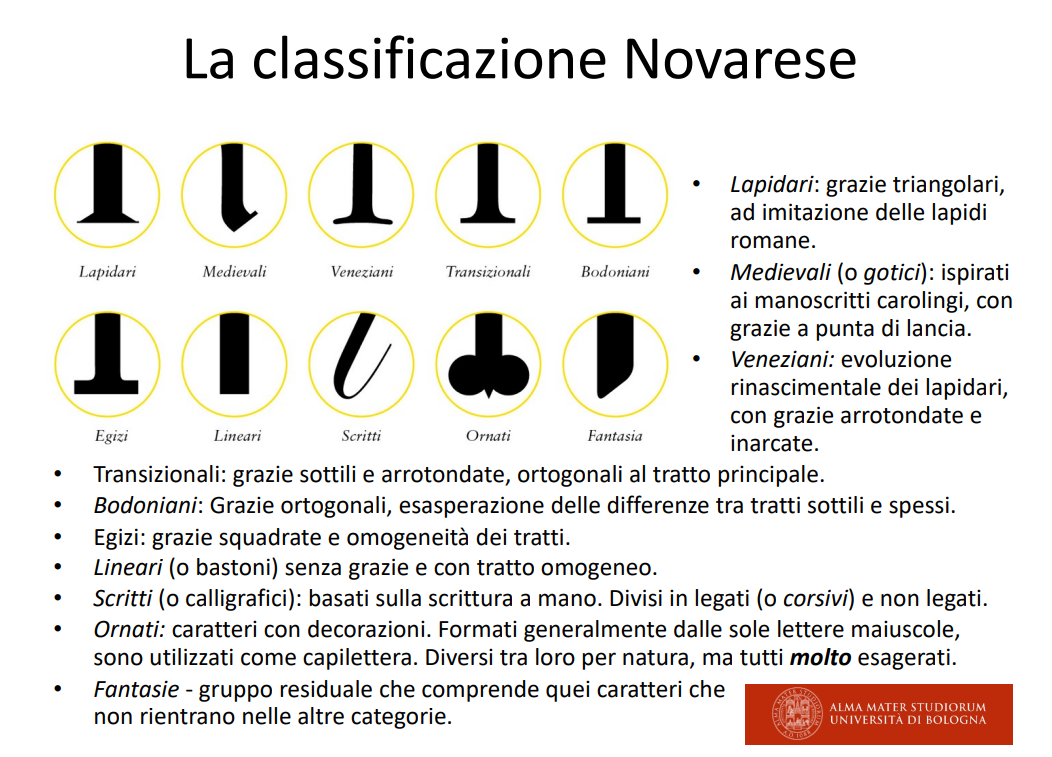 La classificazione Novarese
Lapidari
Medievali
Veneziani
Transizionali
Bodoniani
Egizi
Lineari
Scritti
Ornati
Fantasia
• Lapidari: grazie triangolari,
ad imitazione delle lapidi
romane.
• Medievali (o gotici): ispirati
ai manoscritti carolingi, con
grazie a punta di lancia.
• Veneziani: evoluzione
rinascimentale dei lapidari,
con grazie arrotondate e
inarcate.
• Transizionali: grazie sottili e arrotondate, ortogonali al tratto principale.
• Bodoniani: Grazie ortogonali, esasperazione delle differenze tra tratti sottili e spessi.
• Egizi: grazie squadrate e omogeneità dei tratti.
• Lineari (o bastoni) senza grazie e con tratto omogeneo.
• Scritti (o calligrafici): basati sulla scrittura a mano. Divisi in legati (o corsivi) e non legati.
• Ornati: caratteri con decorazioni. Formati generalmente dalle sole lettere maiuscole,
sono utilizzati come capilettera. Diversi tra loro per natura, ma tutti molto esagerati.
• Fantasie - gruppo residuale che comprende quei caratteri che
non rientrano nelle altre categorie.
ALMA MATER STUDIORUM
UNIVERSITÀ DI BOLOGNA